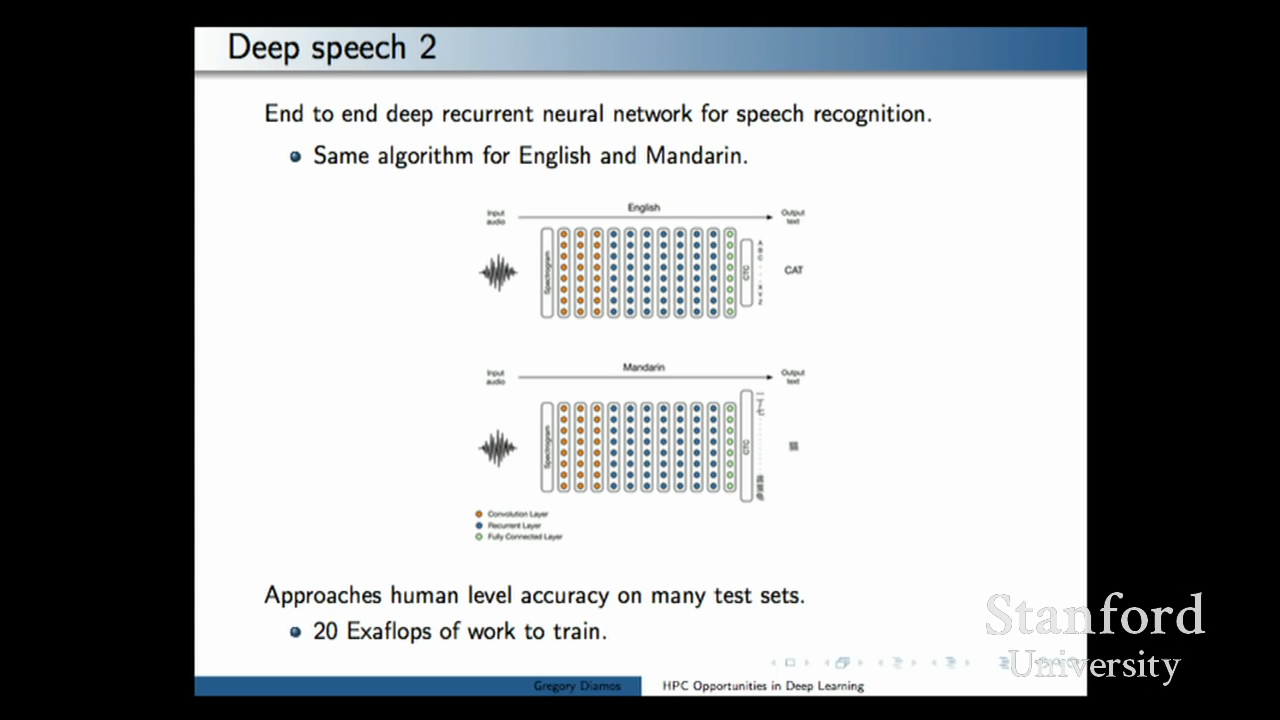 Deep speech 2
End to end deep recurrent neural network for speech recognition.
Same algorithm for English and Mandarin.
English
Input
audio
Output
text
Spectrogram
CTC
A
B
C
X
Y
Z
CAT
Mandarin
Input
audio
Output
text
Spectrogram
CTC
Convolution Layer
Recurrent Layer
Fully Connected Layer
Approaches human level accuracy on many test sets.
20 Exaflops of work to train.
Stanford
University
Gregory Diamos
HPC Opportunities in Deep Learning